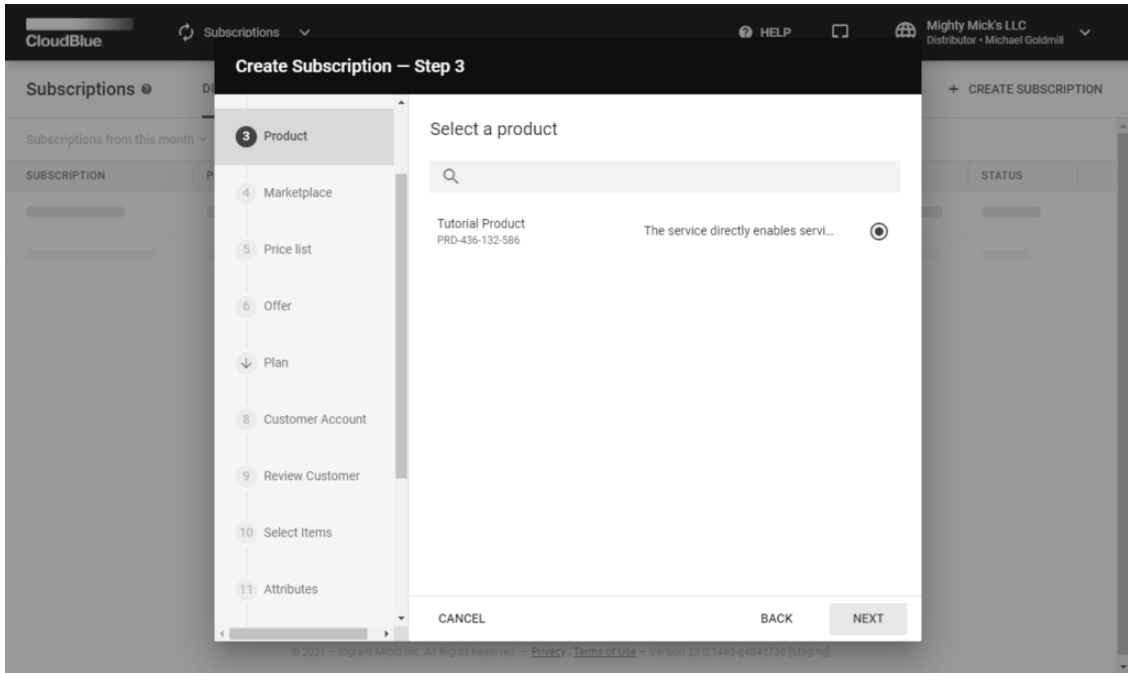 CloudBlue
Subscriptions
HELP
Mighty Mick's LLC
Distributor • Michael Goldmill
Create Subscription — Step 3
Subscriptions
+ CREATE SUBSCRIPTION
Subscriptions from this month
SUBSCRIPTION
STATUS
3 Product
4 Marketplace
5 Price list
6 Offer
Plan
8 Customer Account
9 Review Customer
10 Select Items
11 Attributes
Select a product
Tutorial Product
PRD-436-132-586
The service directly enables servi...
CANCEL
BACK
NEXT
© 2021 — Ingram Micro Inc. All Rights Reserved. — Privacy | Terms of Use — Version 23.0.1463-g484d736 [Staging]